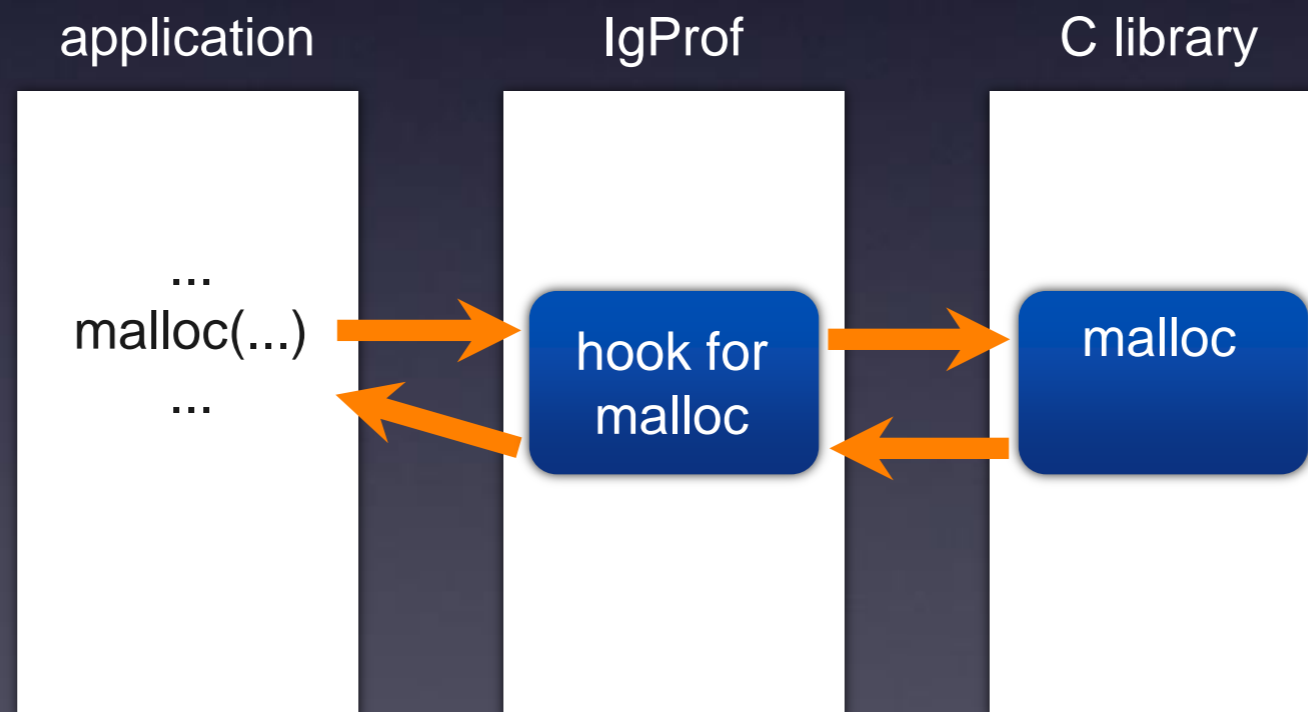 application
IgProf
C library
...
malloc(...)
...
hook for
malloc
malloc